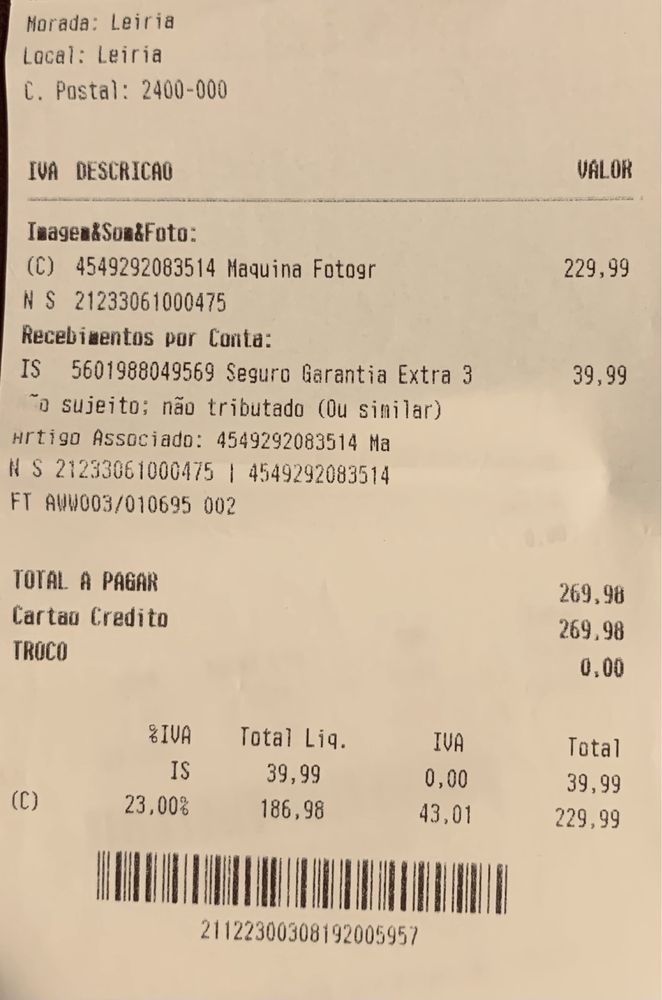 Morada: Leiria
Local: Leiria
C. Postal: 2400-000
IVA DESCRICAO VALOR
Imagem&Som&Foto:
(C) 4549292083514 Maquina Fotogr 229,99
N S 21233061000475
Recebimentos por Conta:
IS 5601988049569 Seguro Garantia Extra 3 39,99
~o sujeito; não tributado (Ou similar)
Artigo Associado: 4549292083514 Ma
N S 21233061000475 | 4549292083514
FT AWW003/010695 002
TOTAL A PAGAR 269,98
Cartao Credito 269,98
TROCO 0,00
%IVA Total Liq. IVA Total
IS 39,99 0,00 39,99
(C) 23,00% 186,98 43,01 229,99
21122300308192005957